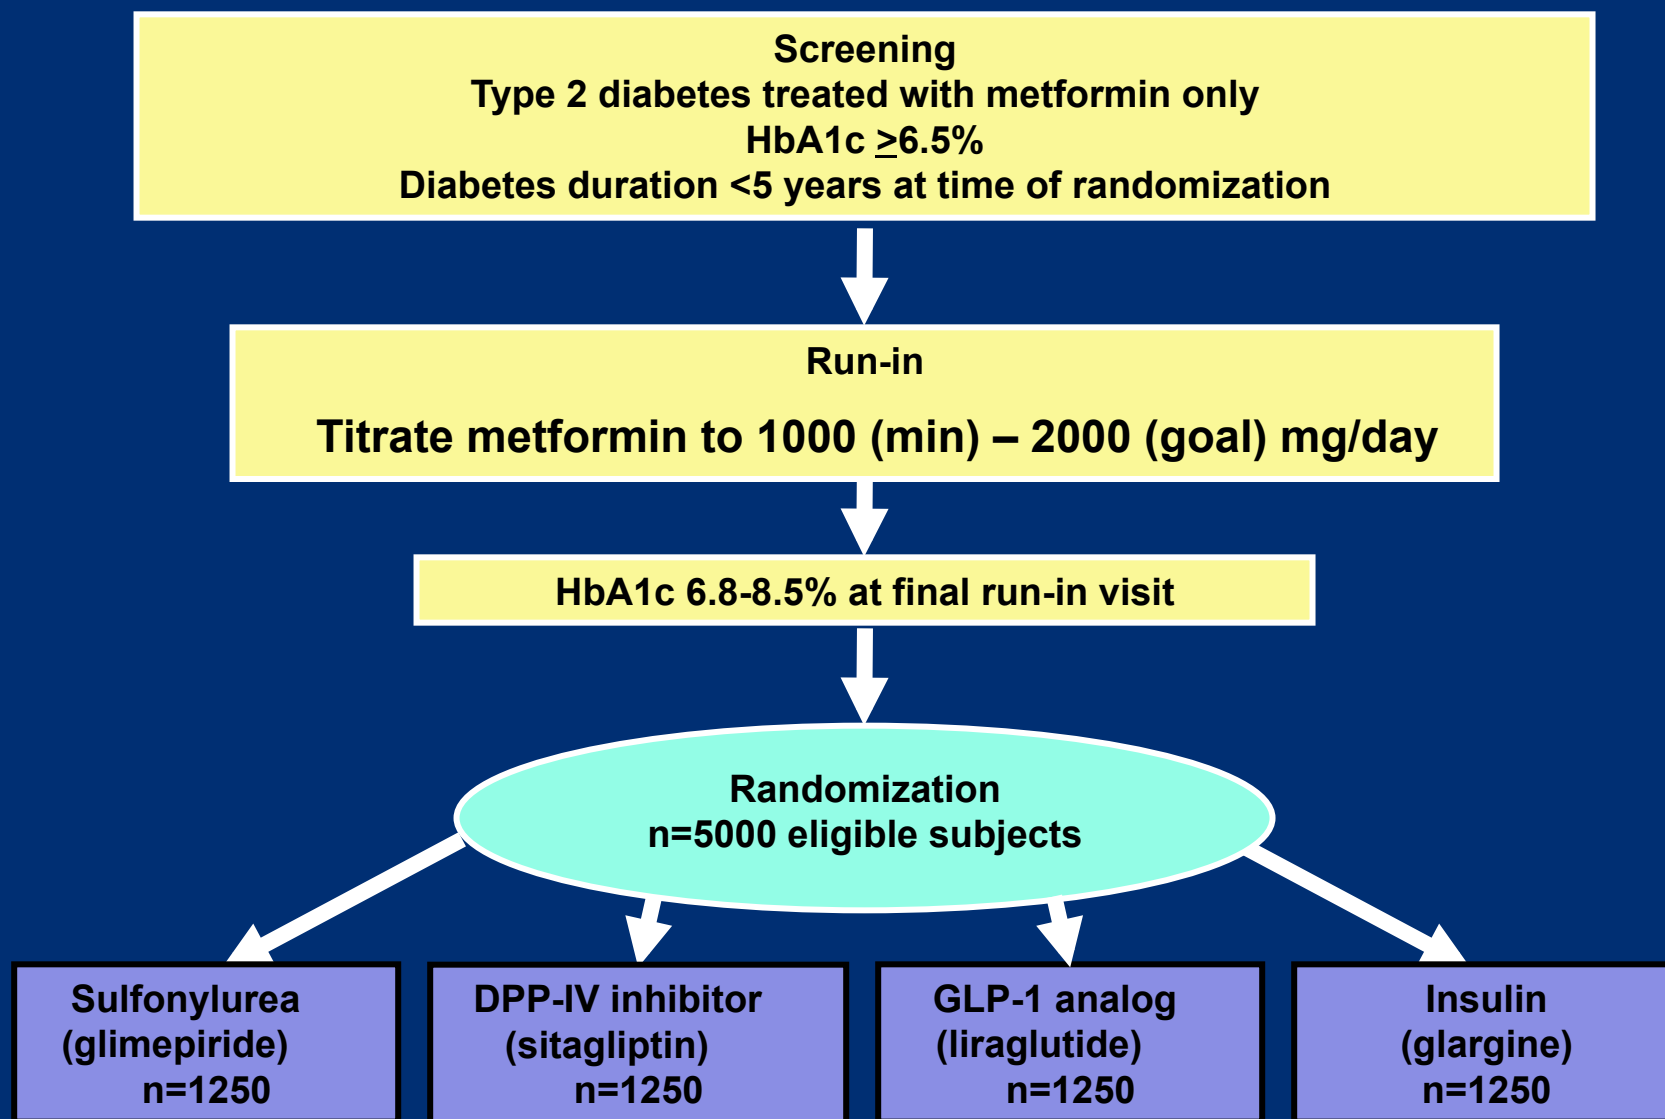 Screening
Type 2 diabetes treated with metformin only
HbA1c ≥6.5%
Diabetes duration <5 years at time of randomization
Run-in
Titrate metformin to 1000 (min) – 2000 (goal) mg/day
HbA1c 6.8-8.5% at final run-in visit
Randomization
n=5000 eligible subjects
Sulfonylurea
(glimepiride)
n=1250
DPP-IV inhibitor
(sitagliptin)
n=1250
GLP-1 analog
(liraglutide)
n=1250
Insulin
(glargine)
n=1250